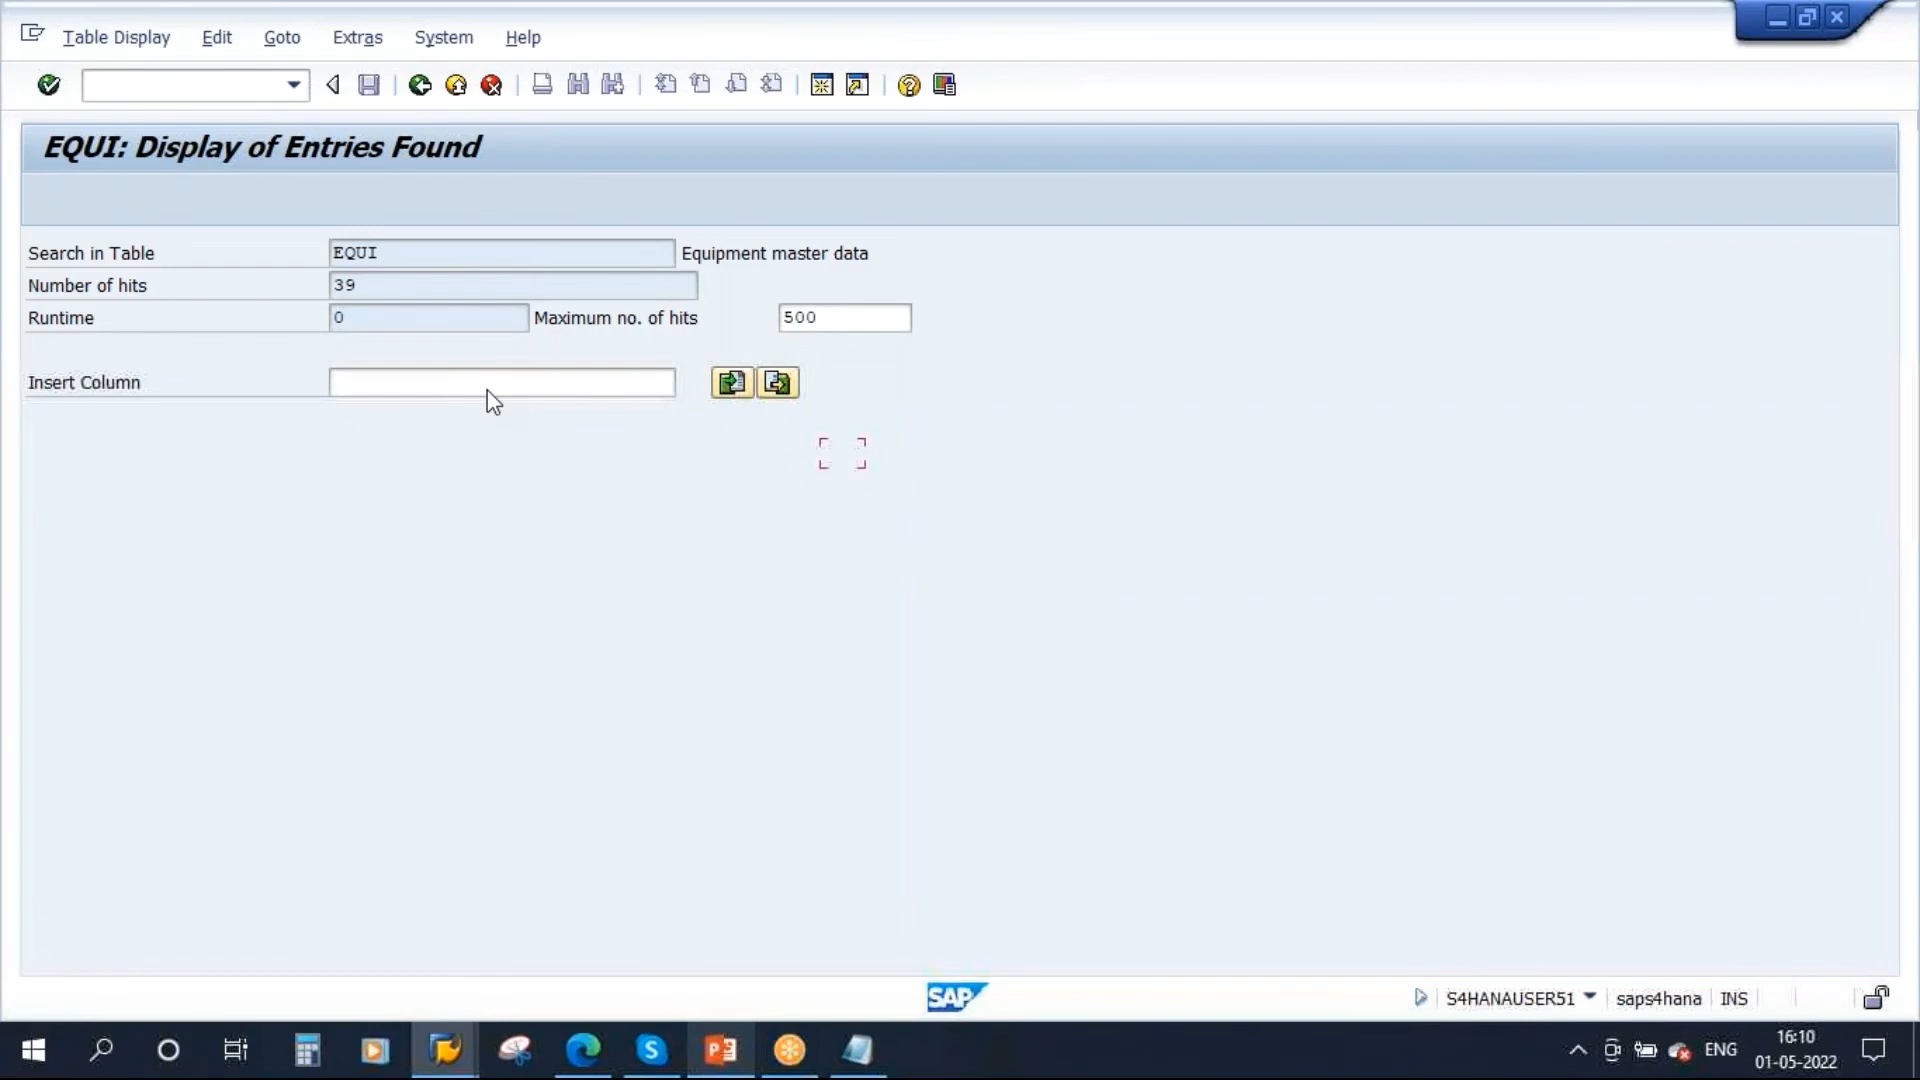 Table Display Edit Goto Extras System Help
EQUI: Display of Entries Found
Search in Table EQUI Equipment master data
Number of hits 39
Runtime 0 Maximum no. of hits 500
Insert Column
SAP S4HANAUSER51 saps4hana INS
ENG 16:10
01-05-2022